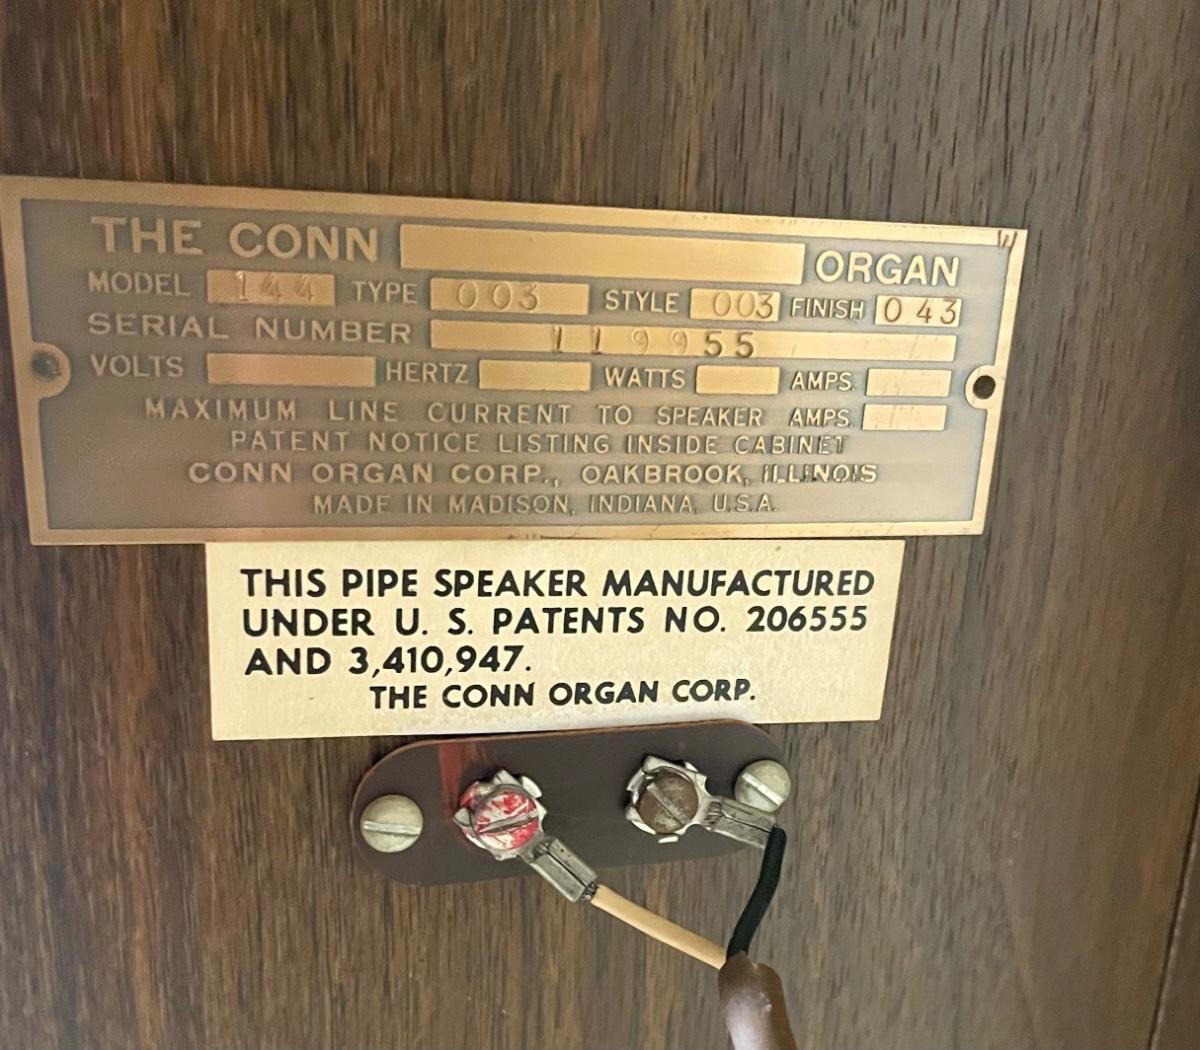 THE CONN ORGAN
MODEL 144 TYPE 003 STYLE 003 FINISH 043
SERIAL NUMBER 119955
VOLTS HERTZ WATTS AMPS.
MAXIMUM LINE CURRENT TO SPEAKER AMPS.
PATENT NOTICE LISTING INSIDE CABINET
CONN ORGAN CORP., OAKBROOK, ILLINOIS
MADE IN MADISON, INDIANA, U.S.A.
THIS PIPE SPEAKER MANUFACTURED
UNDER U. S. PATENTS NO. 206555
AND 3,410,947.
THE CONN ORGAN CORP.